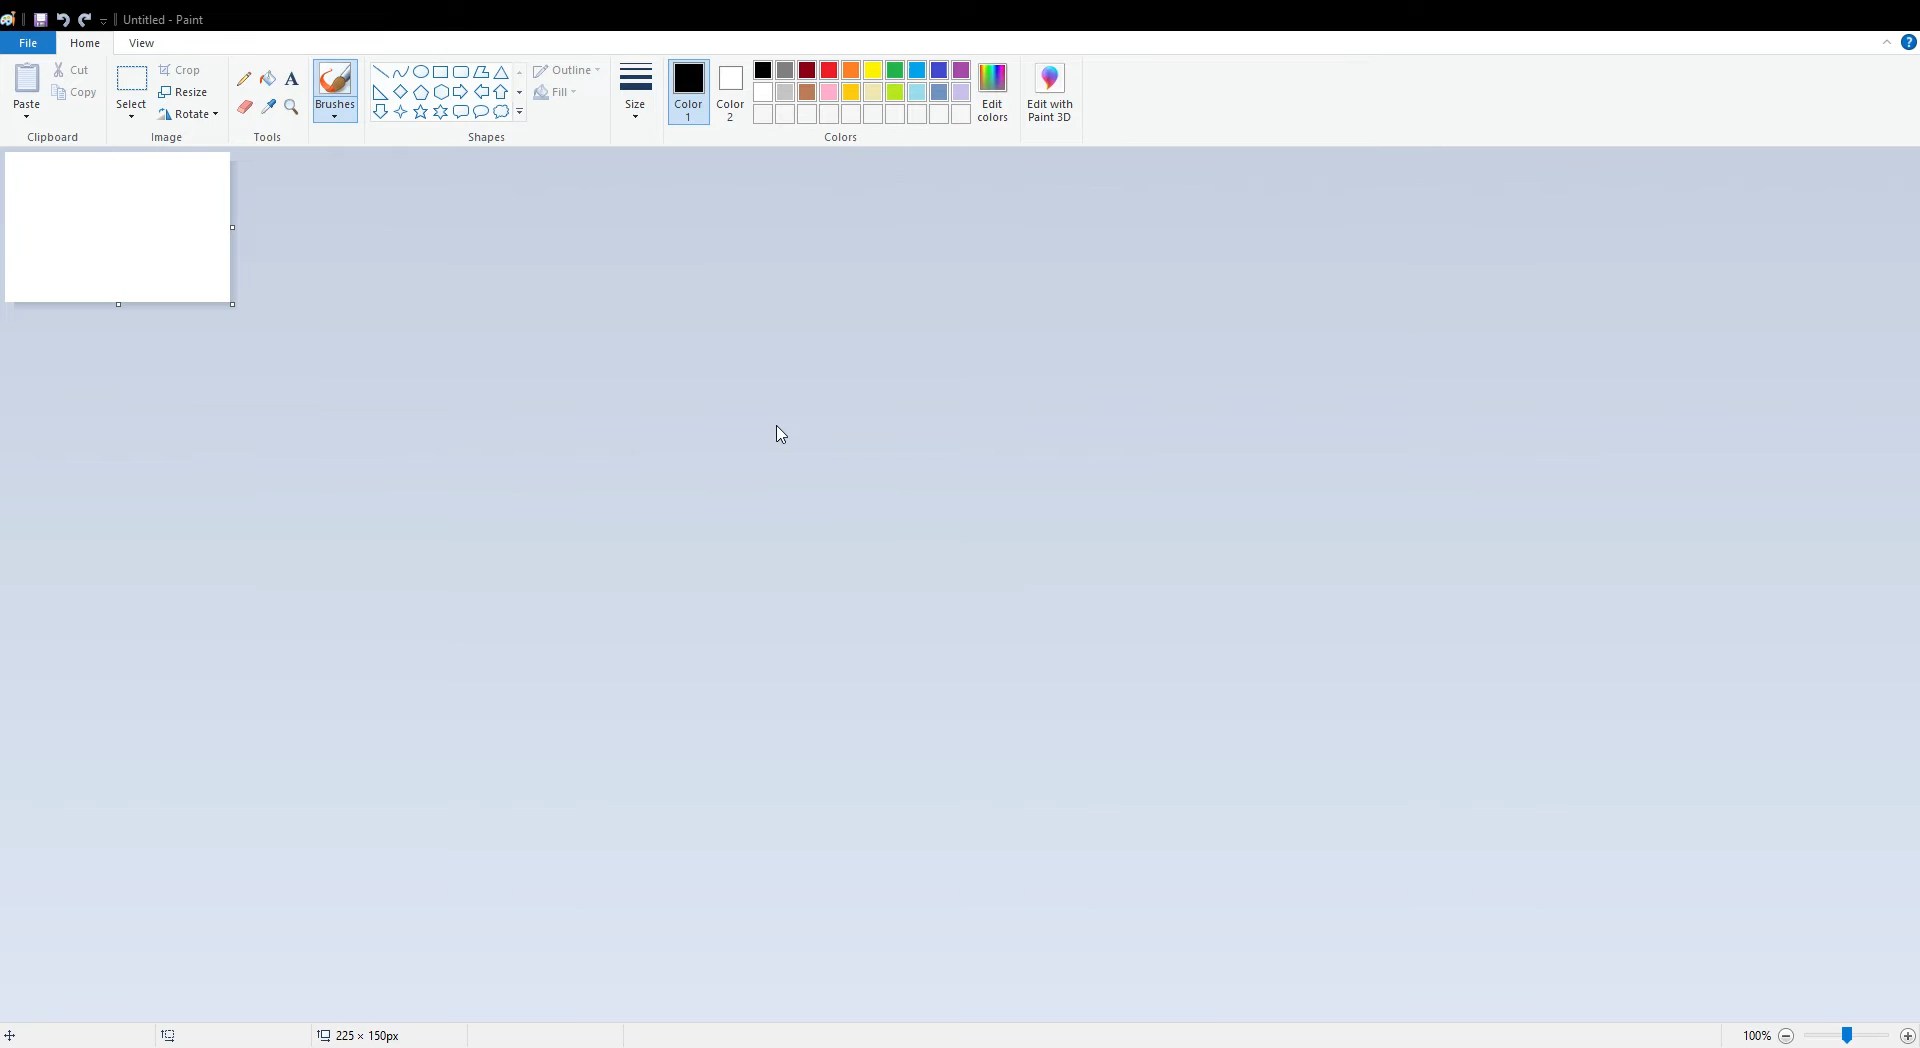 Untitled - Paint
File Home View
Paste Cut Copy Select Crop Resize Rotate A Brushes Outline Fill Size Color 1 Color 2 Edit colors Edit with Paint 3D
Clipboard Image Tools Shapes Colors
225 × 150px 100%